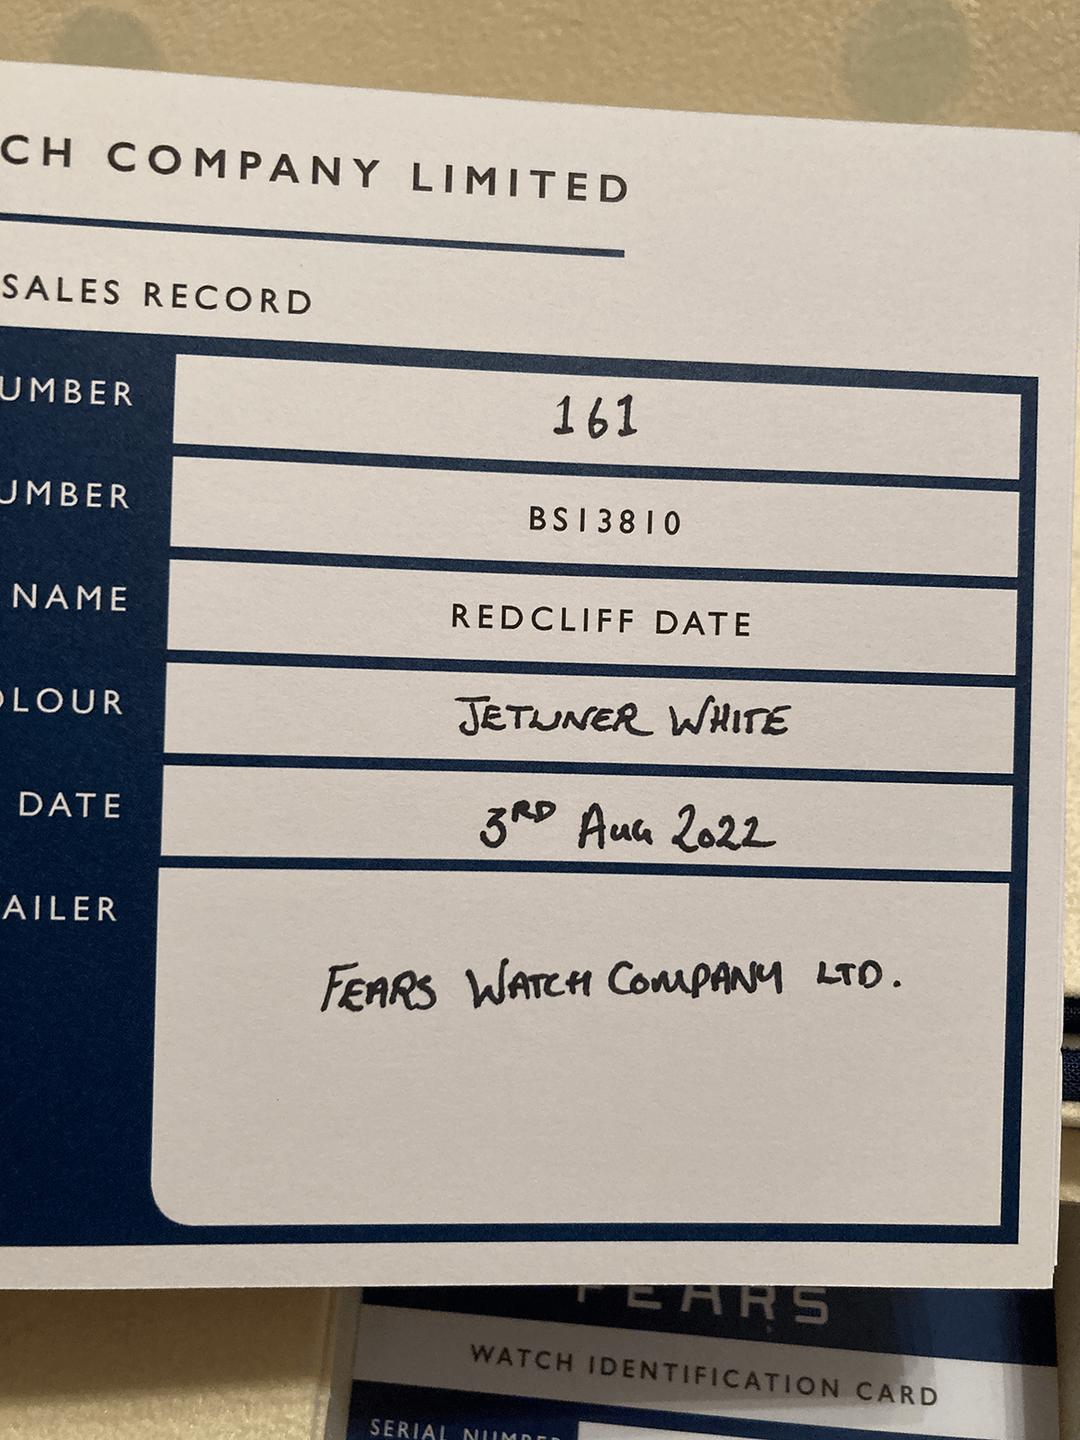 CH COMPANY LIMITED
SALES RECORD
UMBER 161
UMBER BS13810
NAME REDCLIFF DATE
OLOUR JETLINER WHITE
DATE 3RD AUG 2022
AILER FEARS WATCH COMPANY LTD.
FEARS
WATCH IDENTIFICATION CARD
SERIAL NUMBER